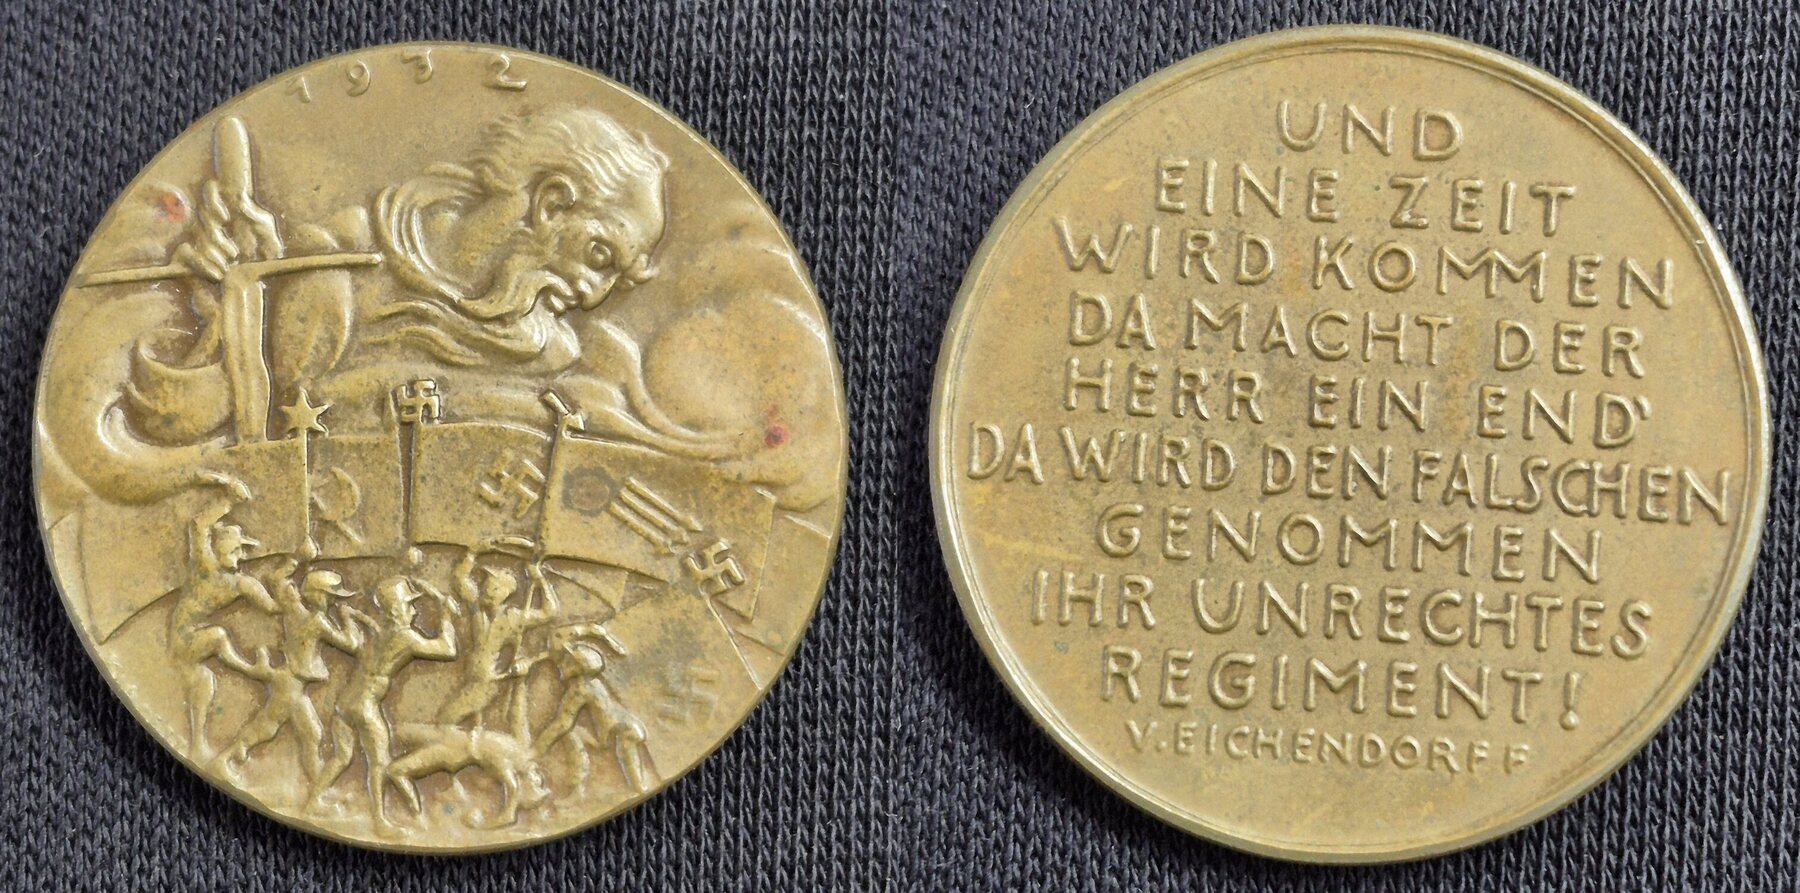 1932
UND
EINE ZEIT
WIRD KOMMEN
DA MACHT DER
HERR EIN END'
DA WIRD DEN FALSCHEN
GENOMMEN
IHR UNRECHTES
REGIMENT!
V. EICHENDORFF